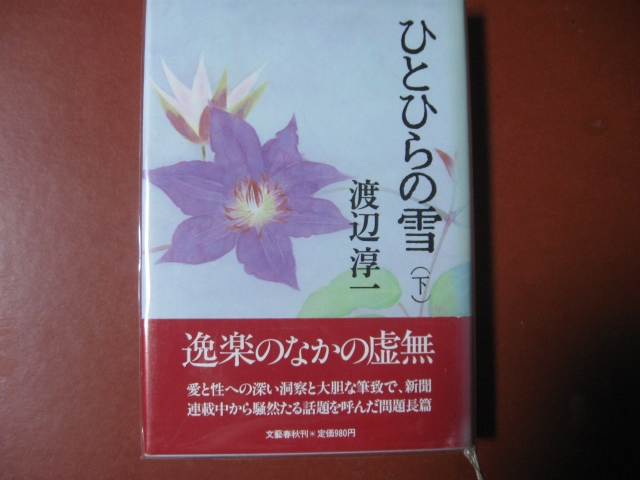 ひとひらの雪(下)
渡辺淳一
逸楽のなかの虚無
愛と性への深い洞察と大胆な筆致で、新聞
連載中から騒然たる話題を呼んだ問題長篇
文藝春秋刊*定価980円